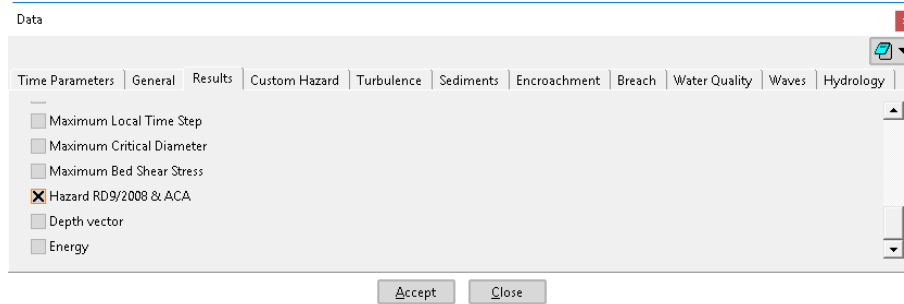 Data
Time Parameters General Results Custom Hazard Turbulence Sediments Encroachment Breach Water Quality Waves Hydrology
Maximum Local Time Step
Maximum Critical Diameter
Maximum Bed Shear Stress
Hazard RD9/2008 & ACA
Depth vector
Energy
Accept Close